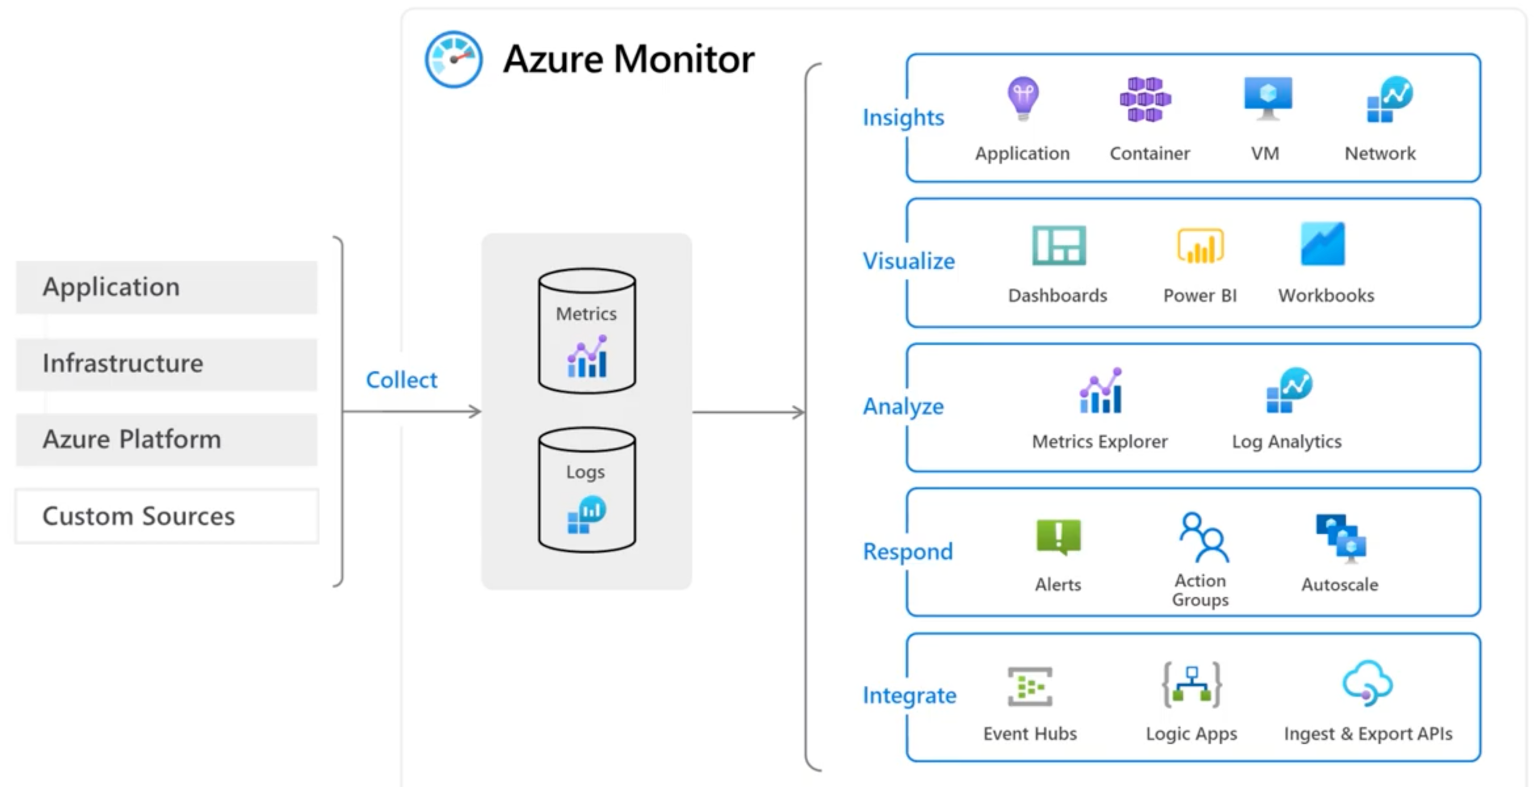 Azure Monitor
Application
Infrastructure
Azure Platform
Custom Sources
Collect
Metrics
Logs
Insights
Application
Container
VM
Network
Visualize
Dashboards
Power BI
Workbooks
Analyze
Metrics Explorer
Log Analytics
Respond
Alerts
Action
Groups
Autoscale
Integrate
Event Hubs
Logic Apps
Ingest & Export APIs